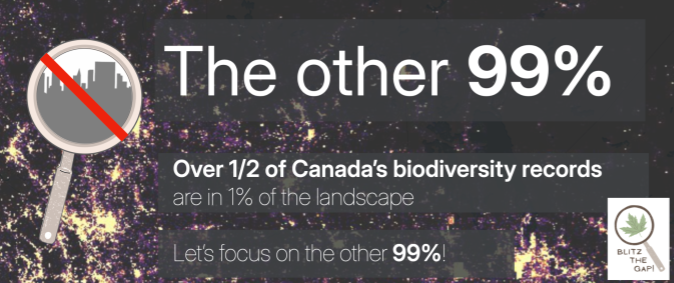 The other 99%
Over 1/2 of Canada's biodiversity records
are in 1% of the landscape
Let's focus on the other 99%!
BLITZ
THE
GAP!